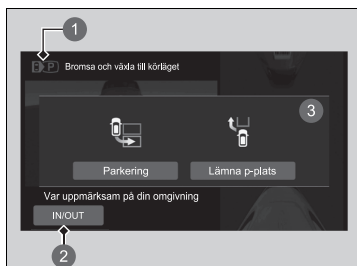 1
P Bromsa och växla till körläget
3
Parkering Lämna p-plats
Var uppmärksam på din omgivning
IN/OUT
2